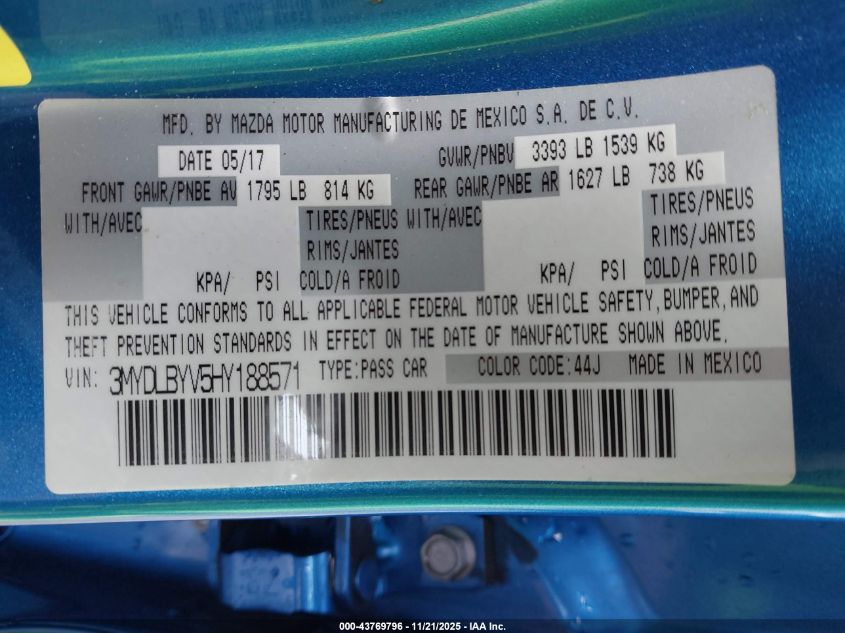 MFD. BY MAZDA MOTOR MANUFACTURING DE MEXICO S.A. DE C.V.
DATE 05/17 GVWR/PNBV 3393 LB 1539 KG
FRONT GAWR/PNBE AV 1795 LB 814 KG REAR GAWR/PNBE AR 1627 LB 738 KG
WITH/AVEC TIRES/PNEUS WITH/AVEC TIRES/PNEUS
RIMS/JANTES RIMS/JANTES
KPA/ PSI COLD/A FROID KPA/ PSI COLD/A FROID
THIS VEHICLE CONFORMS TO ALL APPLICABLE FEDERAL MOTOR VEHICLE SAFETY, BUMPER, AND
THEFT PREVENTION STANDARDS IN EFFECT ON THE DATE OF MANUFACTURE SHOWN ABOVE.
VIN: 3MYDLBYV5HY188571 TYPE:PASS CAR COLOR CODE:44J MADE IN MEXICO
000-43769796 - 11/21/2025 - IAA Inc.